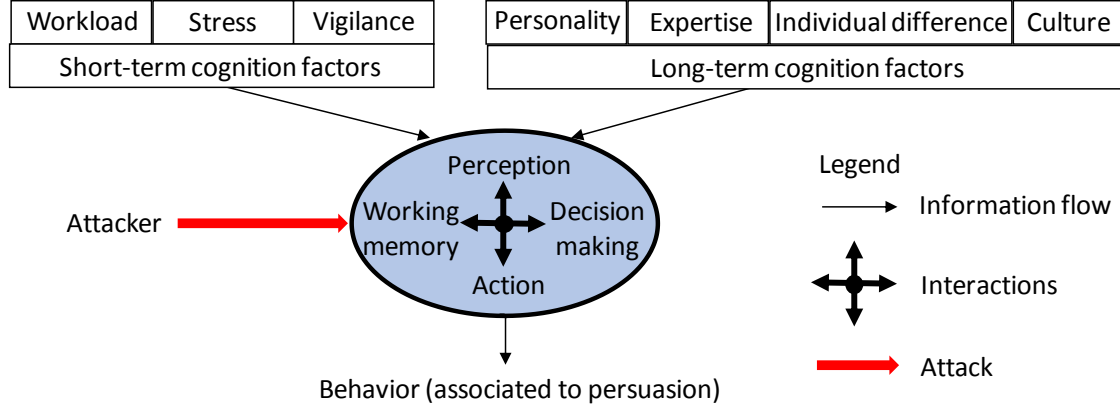 Workload Stress Vigilance
Short-term cognition factors
Personality Expertise Individual difference Culture
Long-term cognition factors
Perception
Working memory
Decision making
Action
Attacker
Behavior (associated to persuasion)
Legend
Information flow
Interactions
Attack